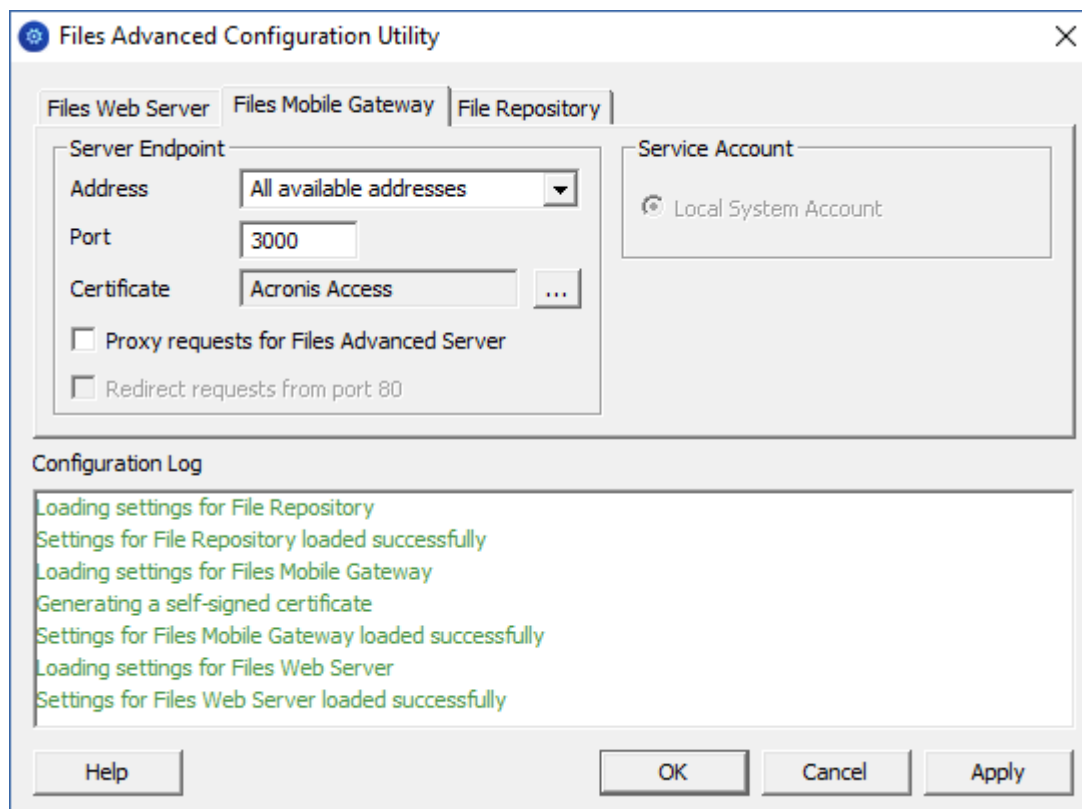 Files Advanced Configuration Utility
Files Web Server
Files Mobile Gateway
File Repository
Server Endpoint
Address
All available addresses
Port
3000
Certificate
Acronis Access
...
Proxy requests for Files Advanced Server
Redirect requests from port 80
Service Account
Local System Account
Configuration Log
Loading settings for File Repository
Settings for File Repository loaded successfully
Loading settings for Files Mobile Gateway
Generating a self-signed certificate
Settings for Files Mobile Gateway loaded successfully
Loading settings for Files Web Server
Settings for Files Web Server loaded successfully
Help
OK
Cancel
Apply